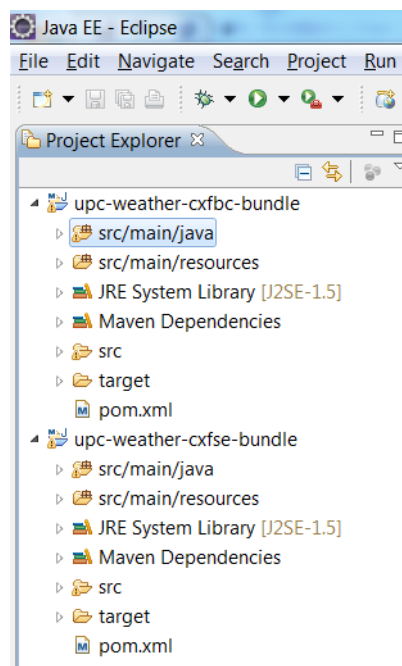 Java EE - Eclipse
File Edit Navigate Search Project Run
Project Explorer
upc-weather-cxfbc-bundle
src/main/java
src/main/resources
JRE System Library [J2SE-1.5]
Maven Dependencies
src
target
pom.xml
upc-weather-cxfse-bundle
src/main/java
src/main/resources
JRE System Library [J2SE-1.5]
Maven Dependencies
src
target
pom.xml